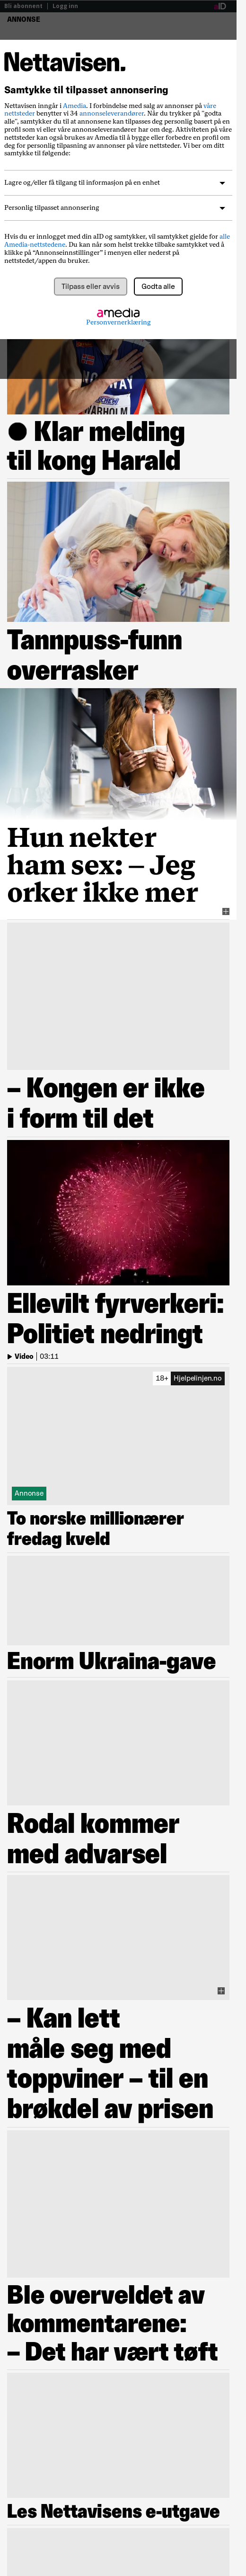 Bli abonnent | Logg inn
aID
ANNONSE
Nettavisen.
Samtykke til tilpasset annonsering
Nettavisen inngår i Amedia. I forbindelse med salg av annonser på våre
nettsteder benytter vi 34 annonseleverandører. Når du trykker på "godta
alle", samtykker du til at annonsene kan tilpasses deg personlig basert på en
profil som vi eller våre annonseleverandører har om deg. Aktiviteten på våre
nettsteder kan også brukes av Amedia til å bygge eller forbedre en profil om
deg for personlig tilpasning av annonser på våre nettsteder. Vi ber om ditt
samtykke til følgende:
Lagre og/eller få tilgang til informasjon på en enhet
Personlig tilpasset annonsering
Hvis du er innlogget med din aID og samtykker, vil samtykket gjelde for alle
Amedia-nettstedene. Du kan når som helst trekke tilbake samtykket ved å
klikke på “Annonseinnstillinger” i menyen eller nederst på
nettstedet/appen du bruker.
Tilpass eller avvis
Godta alle
amedia
Personvernerklæring
WAY
WARHOLM
Klar melding
til kong Harald
Tannpuss-funn
overrasker
Hun nekter
ham sex: – Jeg
orker ikke mer
– Kongen er ikke
i form til det
Ellevilt fyrverkeri:
Politiet nedringt
Video | 03:11
18+ Hjelpelinjen.no
Annonse
To norske millionærer
fredag kveld
Enorm Ukraina-gave
Rodal kommer
med advarsel
– Kan lett
måle seg med
toppviner – til en
brøkdel av prisen
Ble overveldet av
kommentarene:
– Det har vært tøft
Les Nettavisens e-utgave